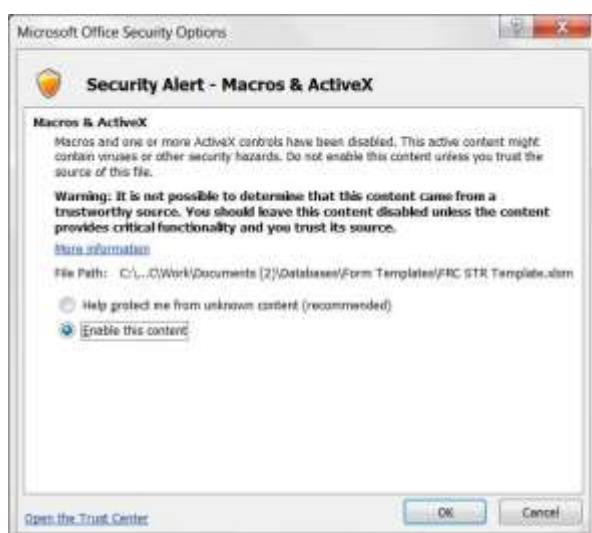 Microsoft Office Security Options
Security Alert - Macros & ActiveX
Macros & ActiveX
Macros and one or more ActiveX controls have been disabled. This active content might
contain viruses or other security hazards. Do not enable this content unless you trust the
source of this file.
Warning: It is not possible to determine that this content came from a
trustworthy source. You should leave this content disabled unless the content
provides critical functionality and you trust its source.
More information
File Path: C:\...C\Work\Documents (2)\Databases\Form Templates\FRC STR Template.xlsm
Help protect me from unknown content (recommended)
Enable this content
Open the Trust Center
OK
Cancel